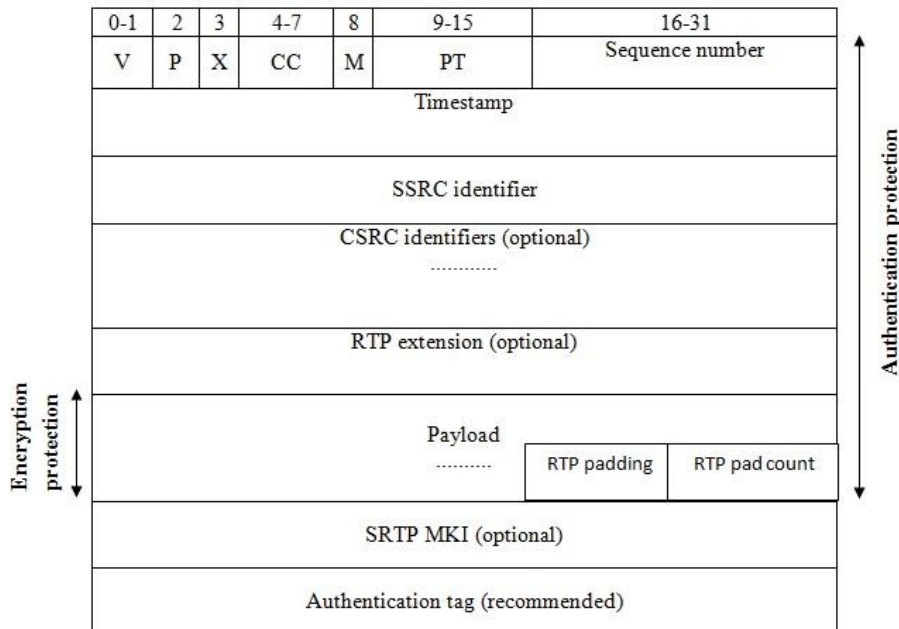 0-1 2 3 4-7 8 9-15 16-31
V P X CC M PT Sequence number
Timestamp
SSRC identifier
CSRC identifiers (optional)
............
RTP extension (optional)
Payload
..........
RTP padding RTP pad count
SRTP MKI (optional)
Authentication tag (recommended)
Encryption
protection
Authentication protection